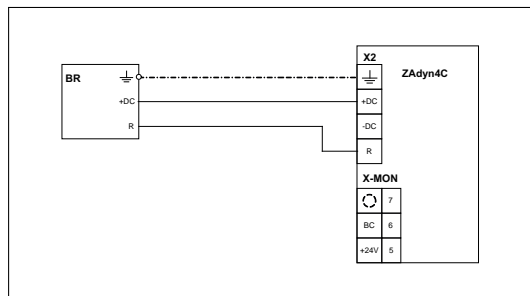 X2
BR
ZAdyn4C
+DC
+DC
-DC
R
R
X-MON
7
BC 6
+24V 5